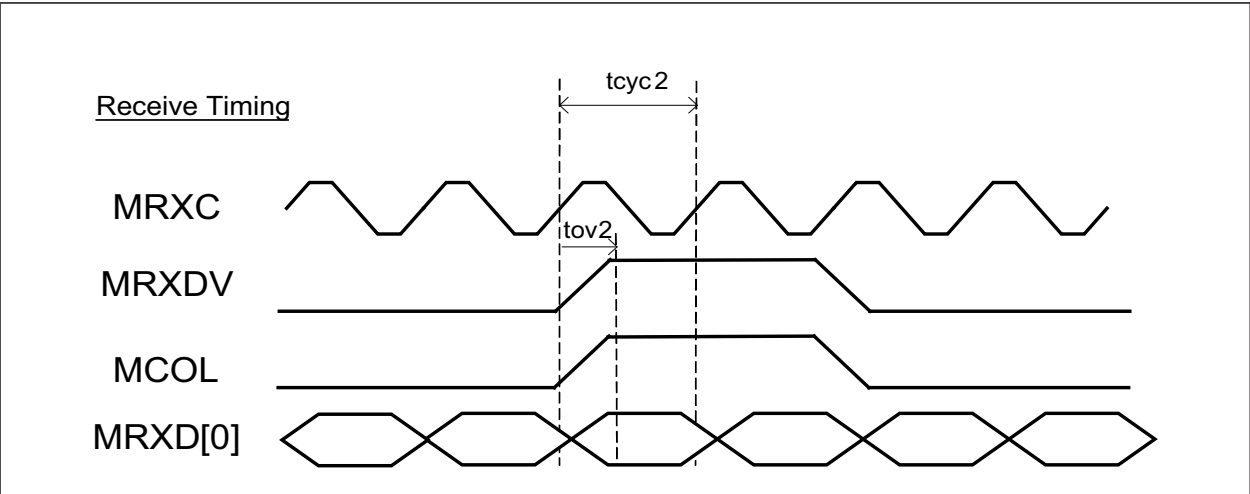 tcyc2
Receive Timing
MRXC
tov2
MRXDV
MCOL
MRXD[0]